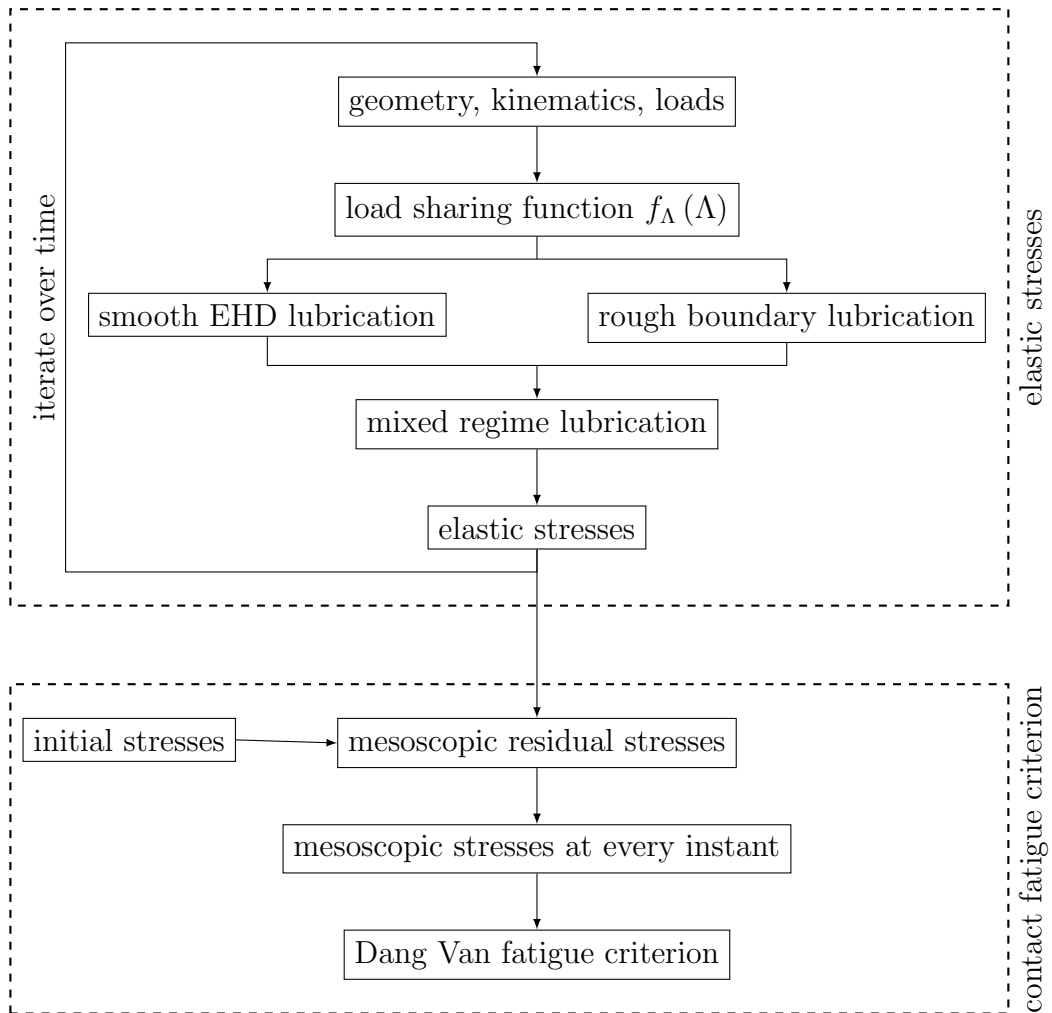 geometry, kinematics, loads
load sharing function f_Λ (Λ)
smooth EHD lubrication
rough boundary lubrication
mixed regime lubrication
elastic stresses
iterate over time
elastic stresses
initial stresses
mesoscopic residual stresses
mesoscopic stresses at every instant
Dang Van fatigue criterion
contact fatigue criterion